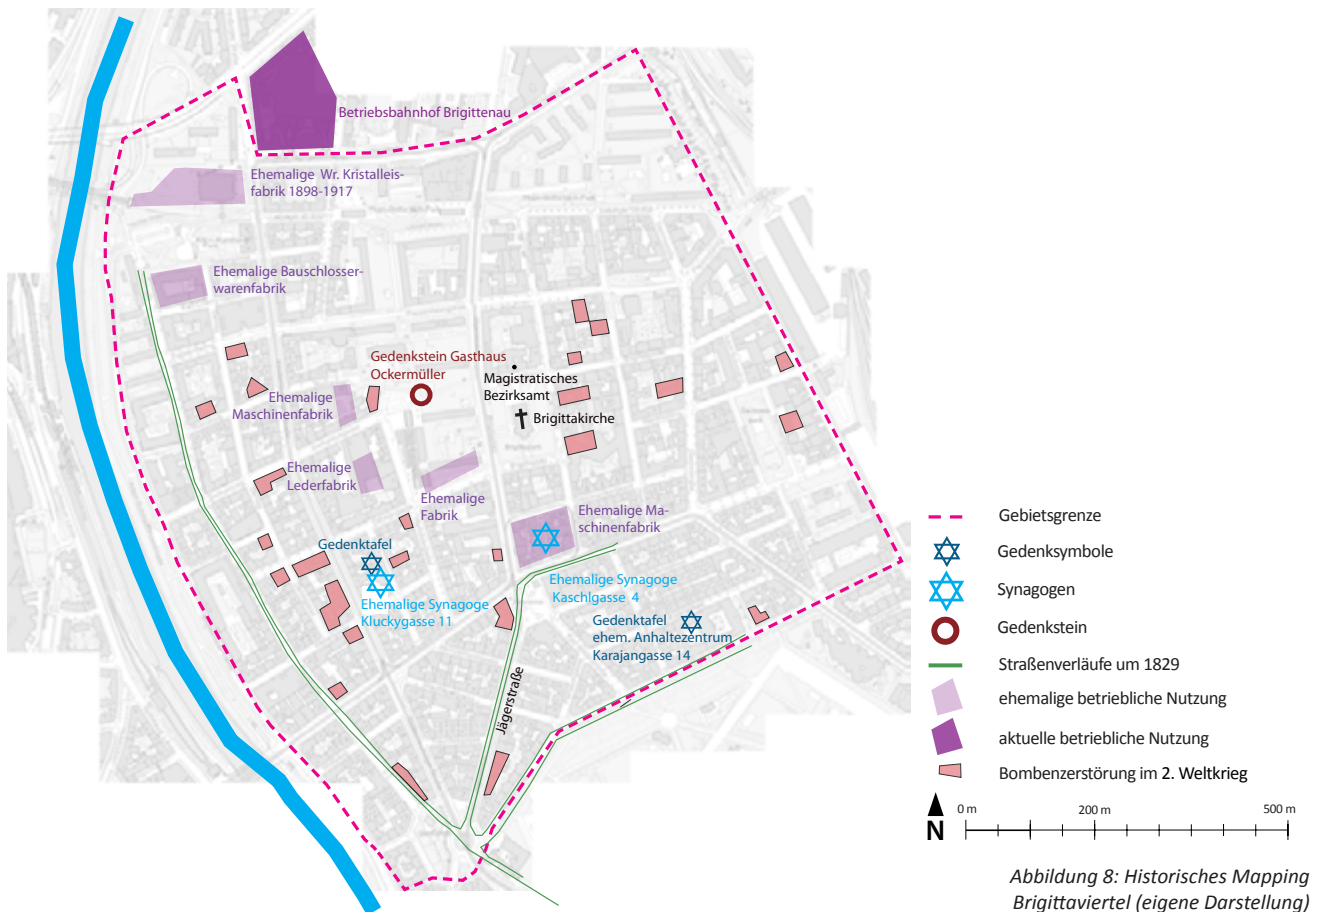 Betriebsbahnhof Brigittenau
Ehemalige Wr. Kristalleis-
fabrik 1898-1917
Ehemalige Bauschlosser-
warenfabrik
Gedenkstein Gasthaus
Ockermüller
Magistratisches
Bezirksamt
Ehemalige
Maschinenfabrik
Brigittakirche
Ehemalige
Lederfabrik
Ehemalige
Fabrik
Ehemalige Ma-
schinenfabrik
Gedenktafel
Ehemalige Synagoge
Kluckygasse 11
Ehemalige Synagoge
Kaschlgasse 4
Gedenktafel
ehem. Anhaltezentrum
Karajangasse 14
Jägerstraße
Gebietsgrenze
Gedenksymbole
Synagogen
Gedenkstein
Straßenverläufe um 1829
ehemalige betriebliche Nutzung
aktuelle betriebliche Nutzung
Bombenzerstörung im 2. Weltkrieg
N
0 m 200 m 500 m
Abbildung 8: Historisches Mapping
Brigittaviertel (eigene Darstellung)